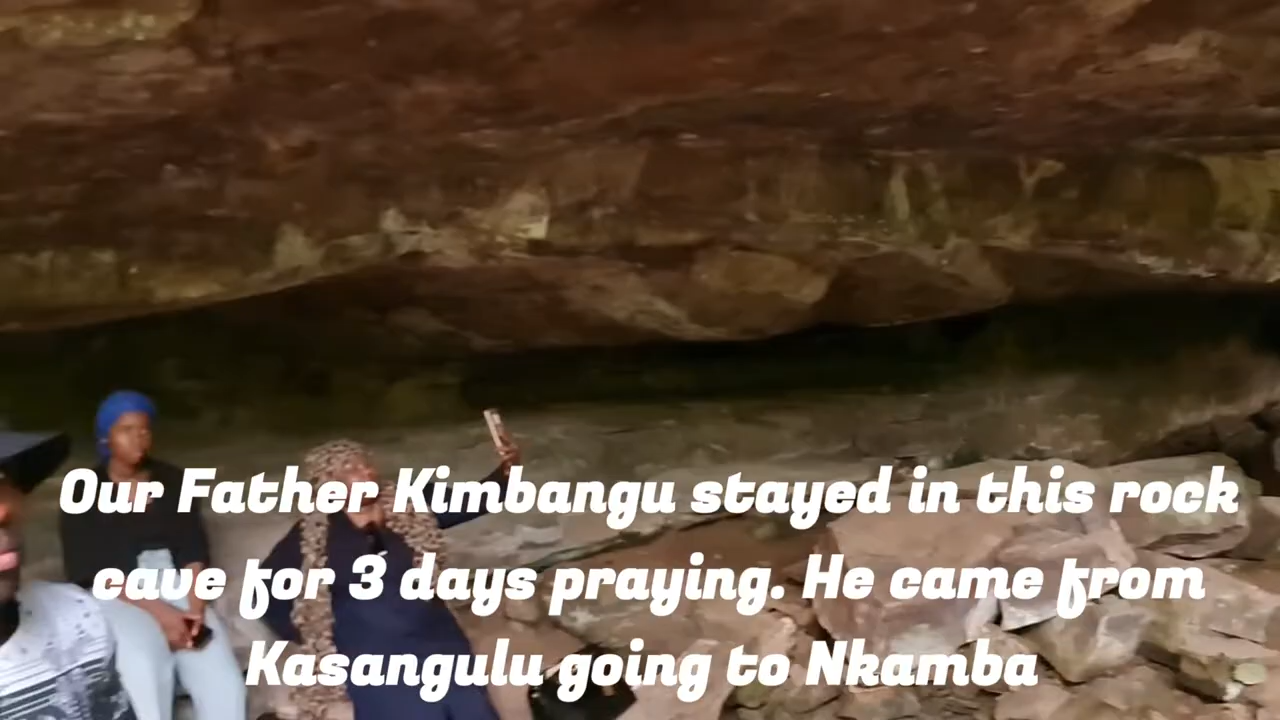 Our Father Kimbangu stayed in this rock
cave for 3 days praying. He came from
Kasangulu going to Nkamba